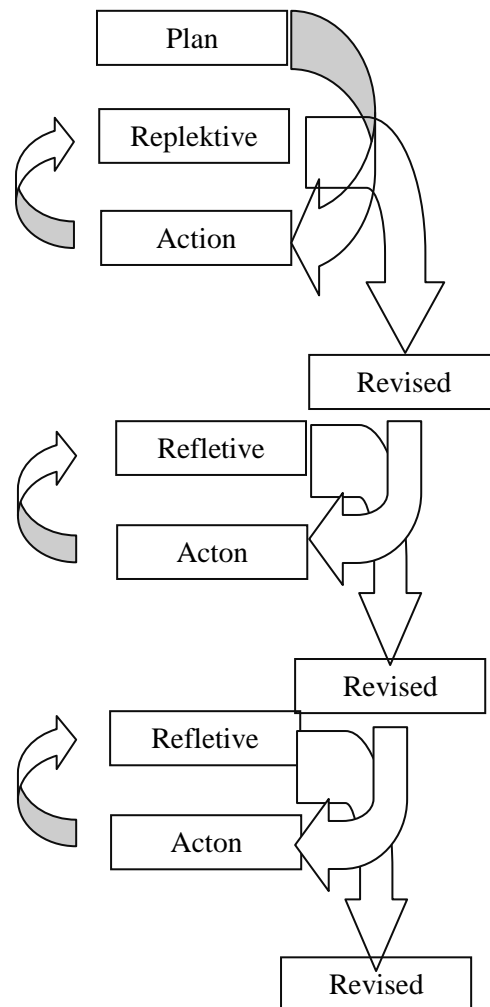 Plan
Replektive
Action
Revised
Refletive
Acton
Revised
Refletive
Acton
Revised